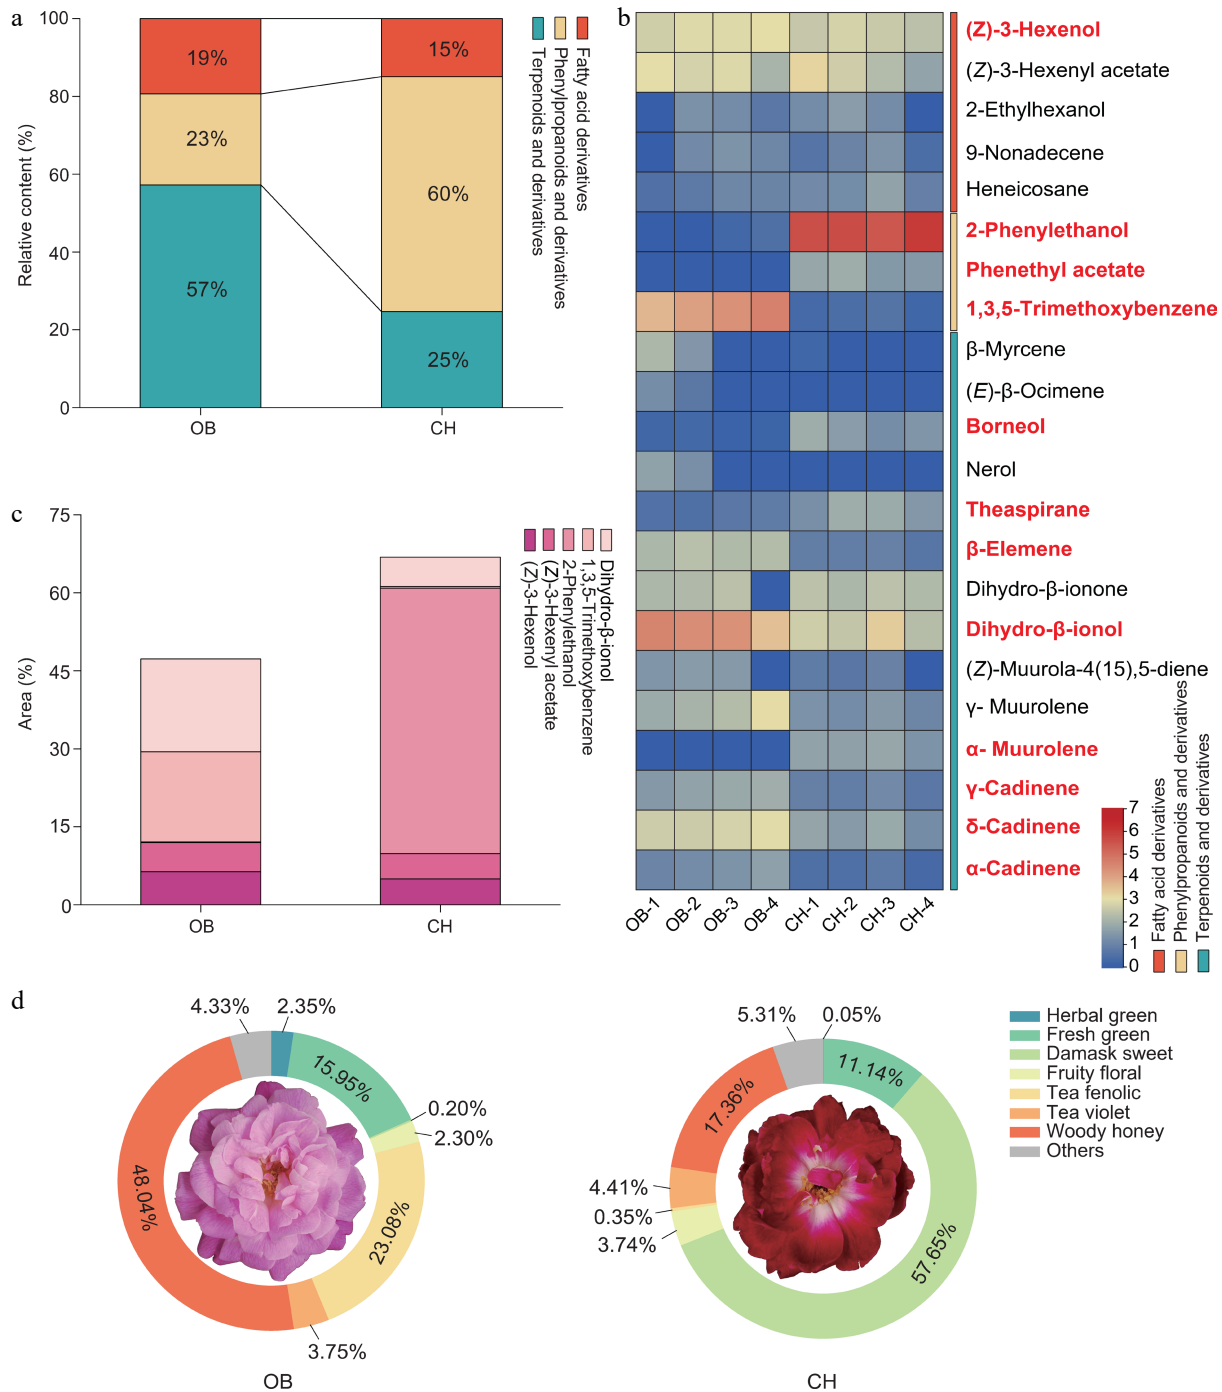 a
100
80
60
40
20
0
Relative content (%)
19%
23%
57%
15%
60%
25%
OB
CH
Fatty acid derivatives
Phenylpropanoids and derivatives
Terpenoids and derivatives
b
(Z)-3-Hexenol
(Z)-3-Hexenyl acetate
2-Ethylhexanol
9-Nonadecene
Heneicosane
2-Phenylethanol
Phenethyl acetate
1,3,5-Trimethoxybenzene
β-Myrcene
(E)-β-Ocimene
Borneol
Nerol
Theaspirane
β-Elemene
Dihydro-β-ionone
Dihydro-β-ionol
(Z)-Muurola-4(15),5-diene
γ- Muurolene
α- Muurolene
γ-Cadinene
δ-Cadinene
α-Cadinene
OB-1
OB-2
OB-3
OB-4
CH-1
CH-2
CH-3
CH-4
7
6
5
4
3
2
1
0
Fatty acid derivatives
Phenylpropanoids and derivatives
Terpenoids and derivatives
c
75
60
45
30
15
0
Area (%)
OB
CH
Dihydro-β-ionol
1,3,5-Trimethoxybenzene
2-Phenylethanol
(Z)-3-Hexenyl acetate
(Z)-3-Hexenol
d
4.33%
2.35%
15.95%
0.20%
2.30%
23.08%
3.75%
48.04%
OB
5.31%
0.05%
11.14%
57.65%
3.74%
0.35%
4.41%
17.36%
CH
Herbal green
Fresh green
Damask sweet
Fruity floral
Tea fenolic
Tea violet
Woody honey
Others